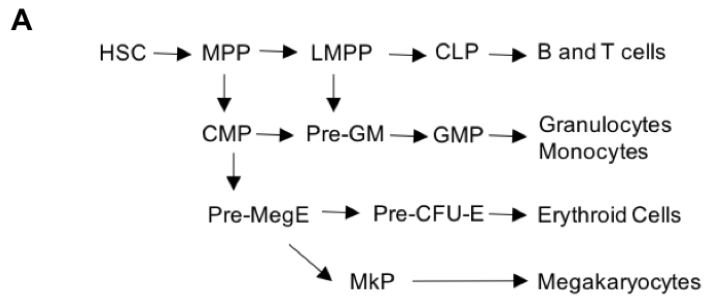 A
HSC MPP LMPP CLP B and T cells
CMP Pre-GM GMP Granulocytes
Monocytes
Pre-MegE Pre-CFU-E Erythroid Cells
MkP Megakaryocytes